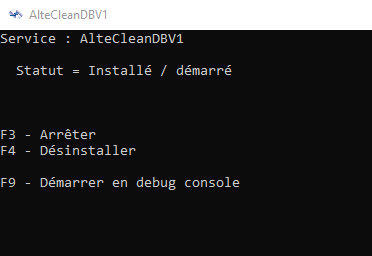 AlteCleanDBV1
Service : AlteCleanDBV1
Statut = Installé / démarré
F3 - Arrêter
F4 - Désinstaller
F9 - Démarrer en debug console